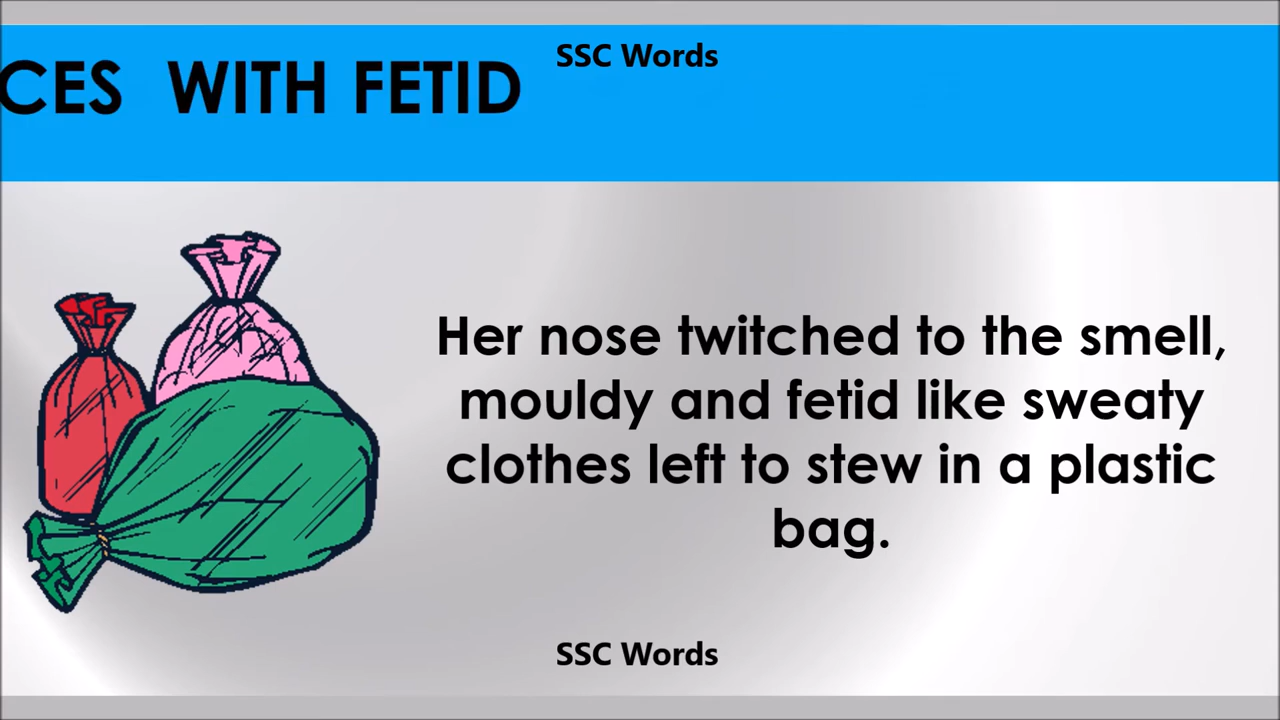 SSC Words
CES WITH FETID
Her nose twitched to the smell,
mouldy and fetid like sweaty
clothes left to stew in a plastic
bag.
SSC Words